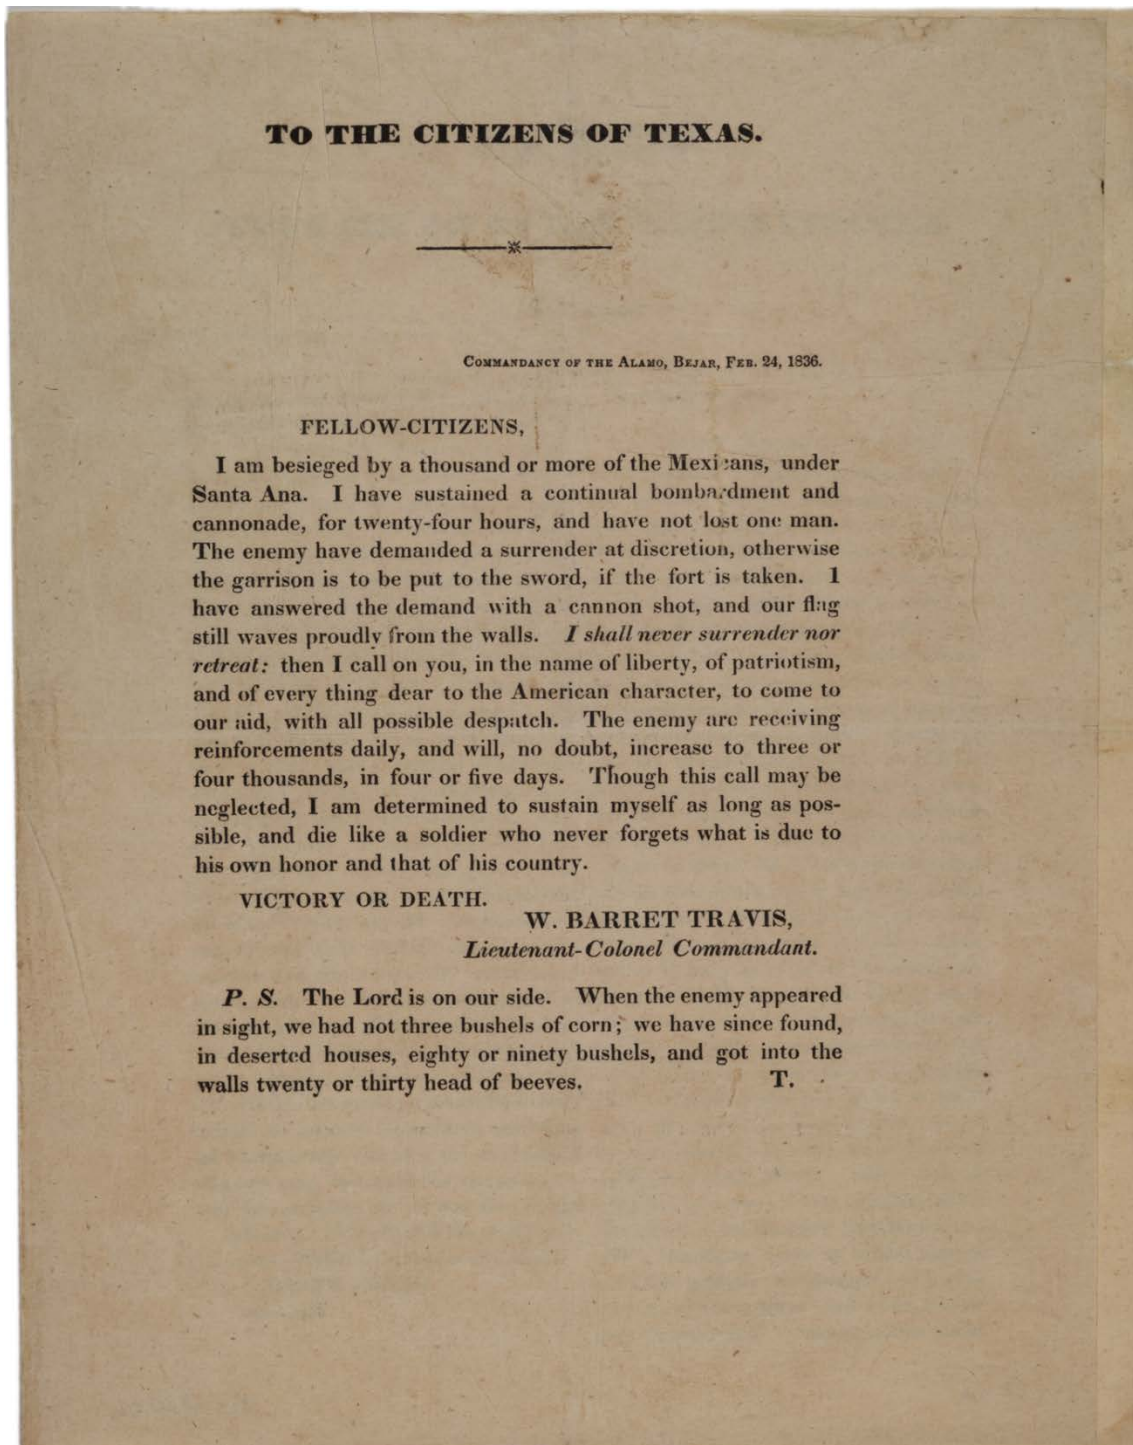 TO THE CITIZENS OF TEXAS.
COMMANDANCY OF THE ALAMO, BEJAR, FEB. 24, 1836.
FELLOW-CITIZENS,
I am besieged by a thousand or more of the Mexicans, under
Santa Ana. I have sustained a continual bombardment and
cannonade, for twenty-four hours, and have not lost one man.
The enemy have demanded a surrender at discretion, otherwise
the garrison is to be put to the sword, if the fort is taken. I
have answered the demand with a cannon shot, and our flag
still waves proudly from the walls. I shall never surrender nor
retreat: then I call on you, in the name of liberty, of patriotism,
and of every thing dear to the American character, to come to
our aid, with all possible despatch. The enemy are receiving
reinforcements daily, and will, no doubt, increase to three or
four thousands, in four or five days. Though this call may be
neglected, I am determined to sustain myself as long as pos-
sible, and die like a soldier who never forgets what is due to
his own honor and that of his country.
VICTORY OR DEATH.
W. BARRET TRAVIS,
Lieutenant-Colonel Commandant.
P. S. The Lord is on our side. When the enemy appeared
in sight, we had not three bushels of corn; we have since found,
in deserted houses, eighty or ninety bushels, and got into the
walls twenty or thirty head of beeves. T.